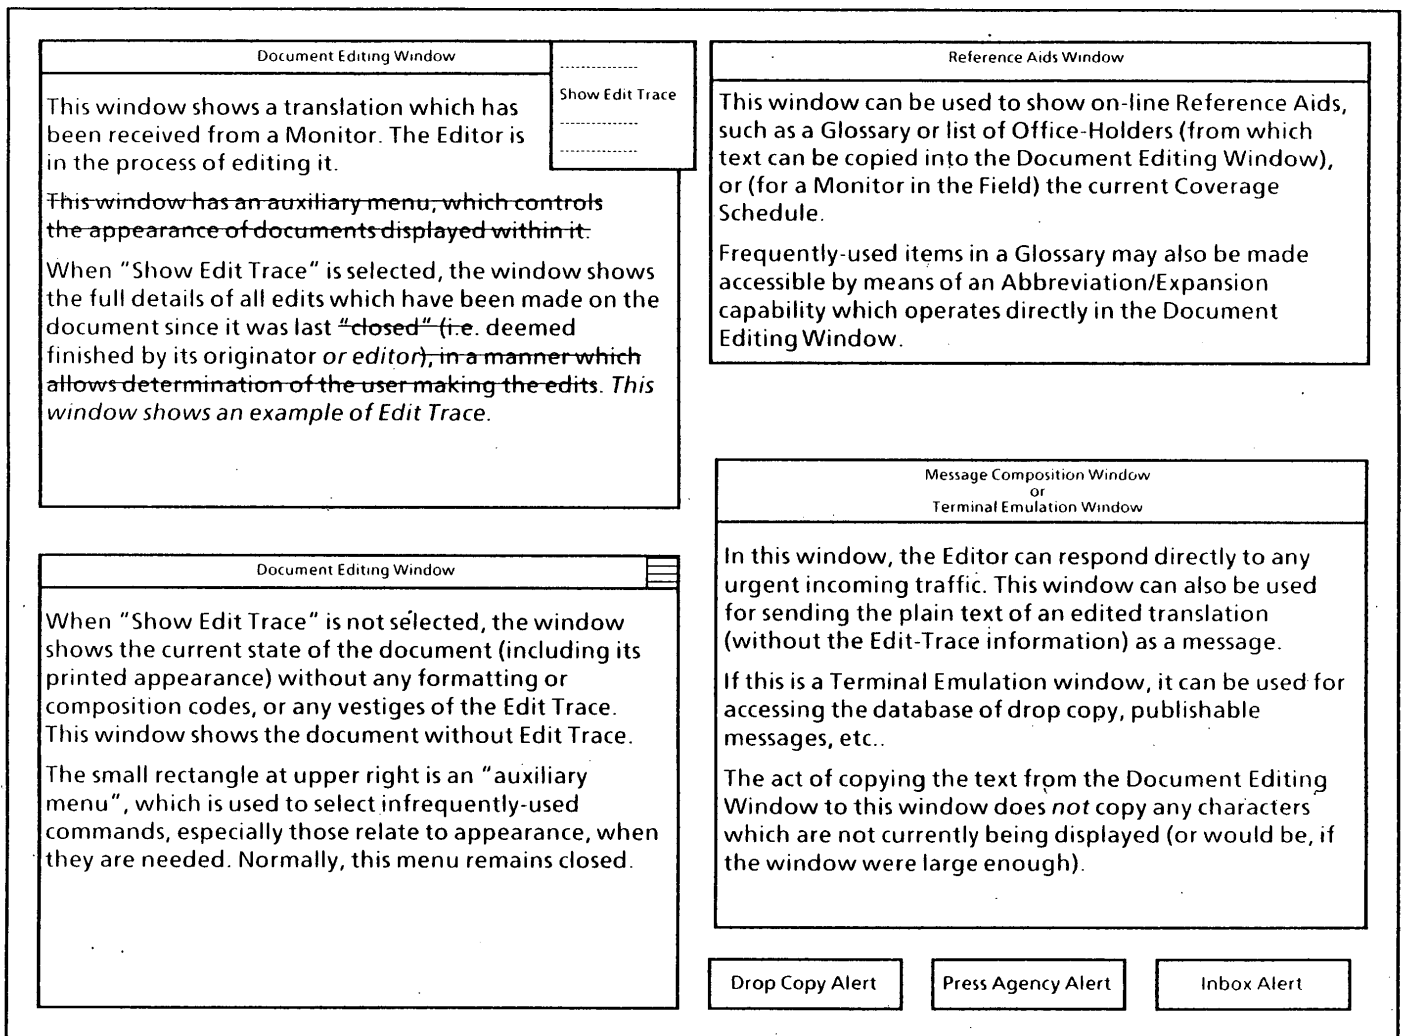 Document Editing Window
Show Edit Trace
This window shows a translation which has
been received from a Monitor. The Editor is
in the process of editing it.
This window has an auxiliary menu, which controls
the appearance of documents displayed within it.
When "Show Edit Trace" is selected, the window shows
the full details of all edits which have been made on the
document since it was last "closed" (i.e. deemed
finished by its originator or editor), in a manner which
allows determination of the user making the edits. This
window shows an example of Edit Trace.
Document Editing Window
When "Show Edit Trace" is not selected, the window
shows the current state of the document (including its
printed appearance) without any formatting or
composition codes, or any vestiges of the Edit Trace.
This window shows the document without Edit Trace.
The small rectangle at upper right is an "auxiliary
menu", which is used to select infrequently-used
commands, especially those relate to appearance, when
they are needed. Normally, this menu remains closed.
Reference Aids Window
This window can be used to show on-line Reference Aids,
such as a Glossary or list of Office-Holders (from which
text can be copied into the Document Editing Window),
or (for a Monitor in the Field) the current Coverage
Schedule.
Frequently-used items in a Glossary may also be made
accessible by means of an Abbreviation/Expansion
capability which operates directly in the Document
Editing Window.
Message Composition Window
or
Terminal Emulation Window
In this window, the Editor can respond directly to any
urgent incoming traffic. This window can also be used
for sending the plain text of an edited translation
(without the Edit-Trace information) as a message.
If this is a Terminal Emulation window, it can be used for
accessing the database of drop copy, publishable
messages, etc..
The act of copying the text from the Document Editing
Window to this window does not copy any characters
which are not currently being displayed (or would be, if
the window were large enough).
Drop Copy Alert
Press Agency Alert
Inbox Alert